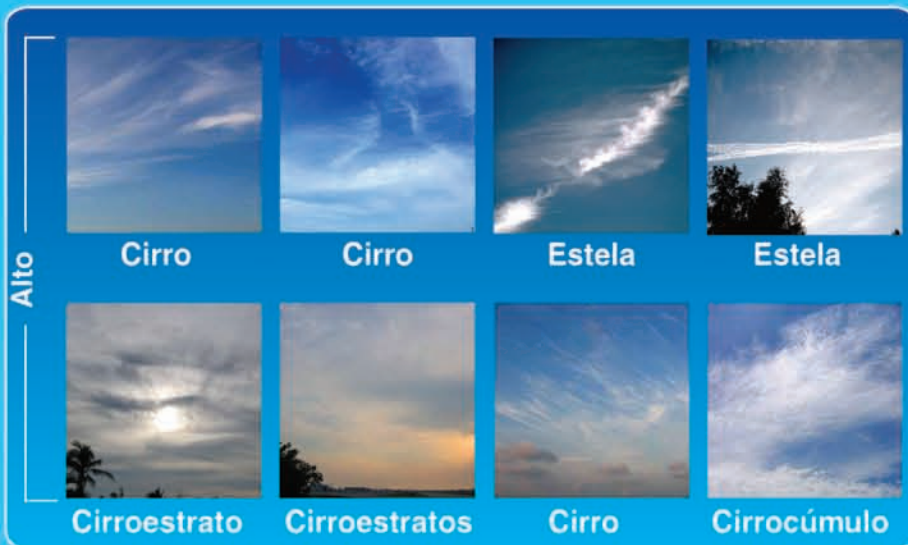 Alto
Cirro
Cirro
Estela
Estela
Cirroestrato
Cirroestratos
Cirro
Cirrocúmulo